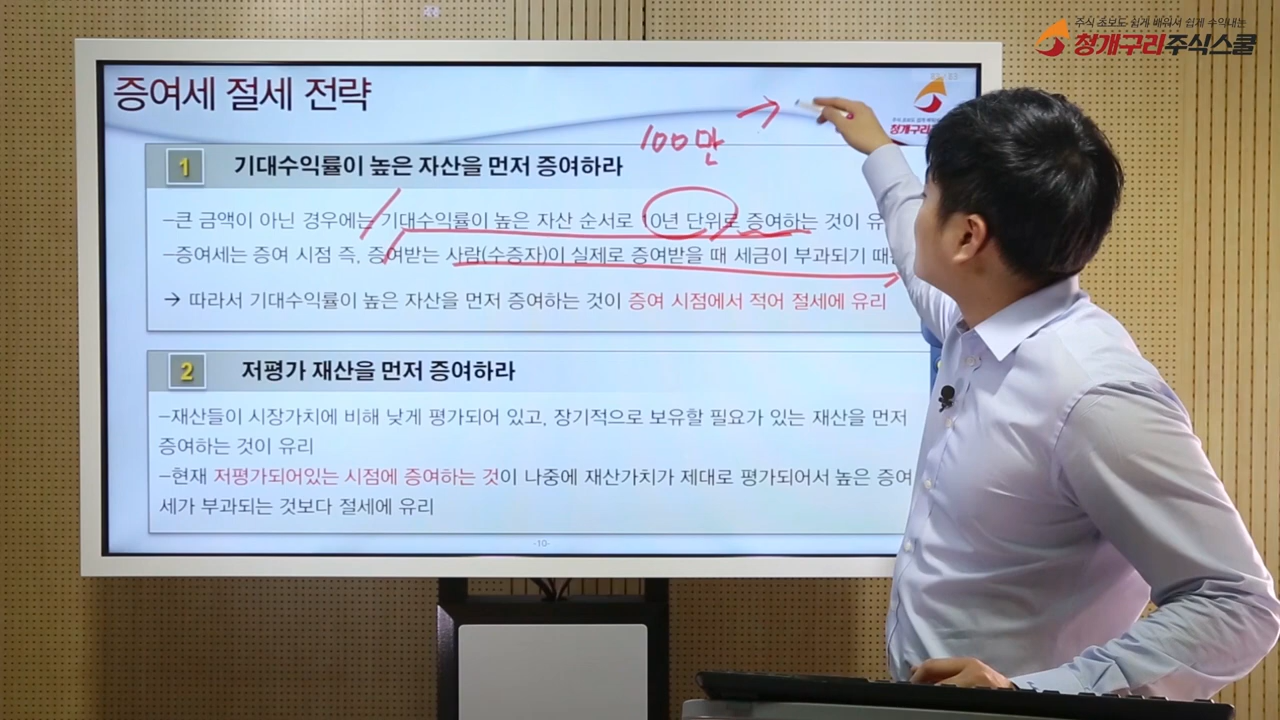 주식 초보도 쉽게 배워서 쉽게 수익내는
청개구리주식스쿨
증여세 절세 전략
청개구리
100만 →
1 기대수익률이 높은 자산을 먼저 증여하라
-큰 금액이 아닌 경우에는 기대수익률이 높은 자산 순서로 10년 단위로 증여하는 것이 유
-증여세는 증여 시점 즉, 증여받는 사람(수증자)이 실제로 증여받을 때 세금이 부과되기 때
→ 따라서 기대수익률이 높은 자산을 먼저 증여하는 것이 증여 시점에서 적어 절세에 유리
2 저평가 재산을 먼저 증여하라
-재산들이 시장가치에 비해 낮게 평가되어 있고, 장기적으로 보유할 필요가 있는 재산을 먼저
증여하는 것이 유리
-현재 저평가되어있는 시점에 증여하는 것이 나중에 재산가치가 제대로 평가되어서 높은 증여
세가 부과되는 것보다 절세에 유리
-10-